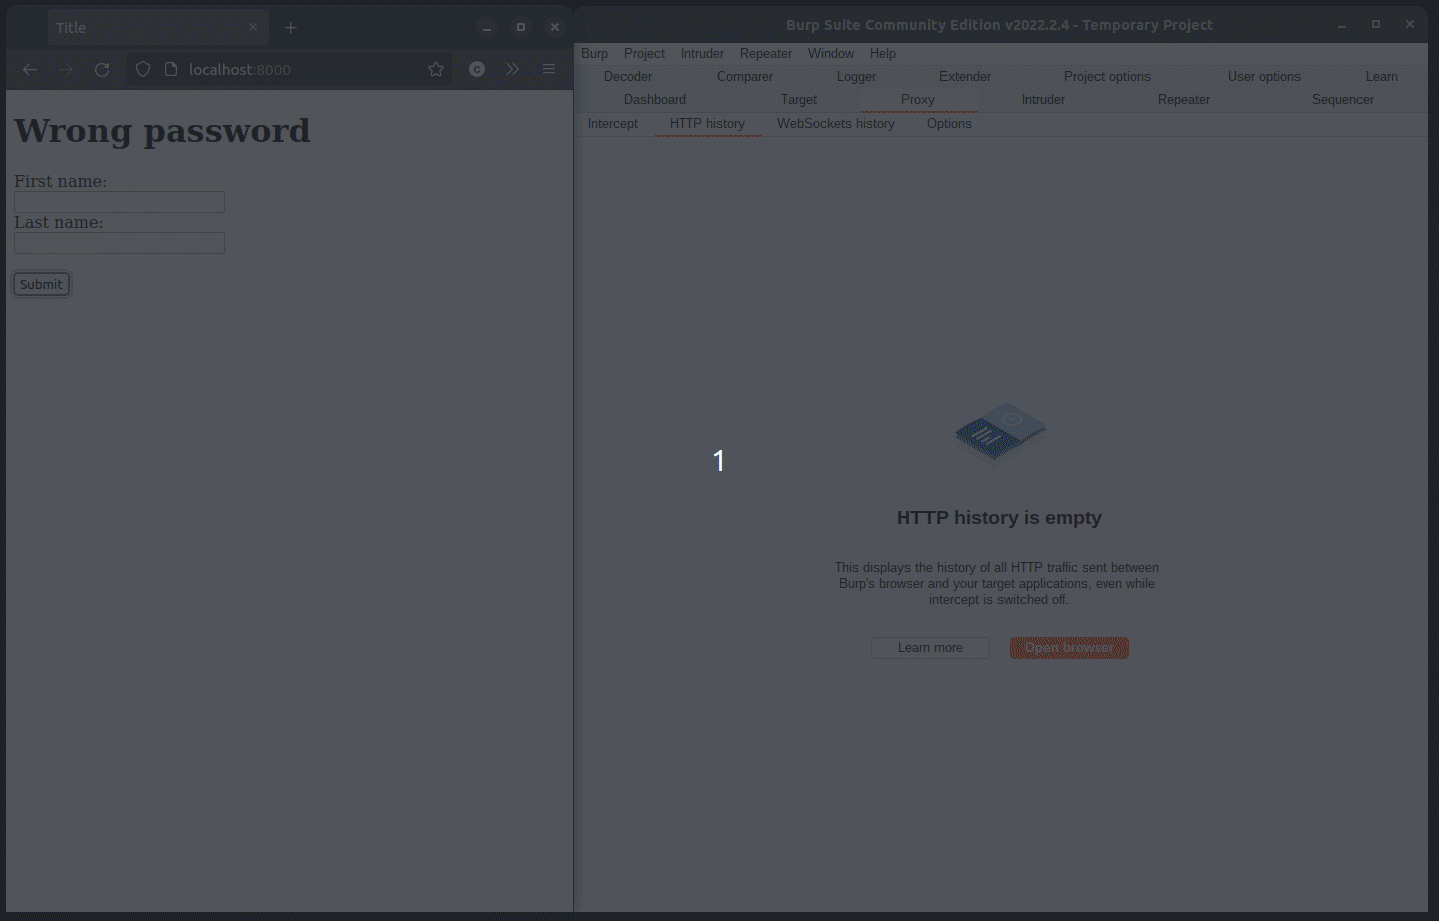 Title
localhost:8000
Wrong password
First name:
Last name:
Submit
Burp Suite Community Edition v2022.2.4 - Temporary Project
Burp Project Intruder Repeater Window Help
Decoder Comparer Logger Extender Project options User options Learn
Dashboard Target Proxy Intruder Repeater Sequencer
Intercept HTTP history WebSockets history Options
1
HTTP history is empty
This displays the history of all HTTP traffic sent between
Burp's browser and your target applications, even while
intercept is switched off.
Learn more Open browser